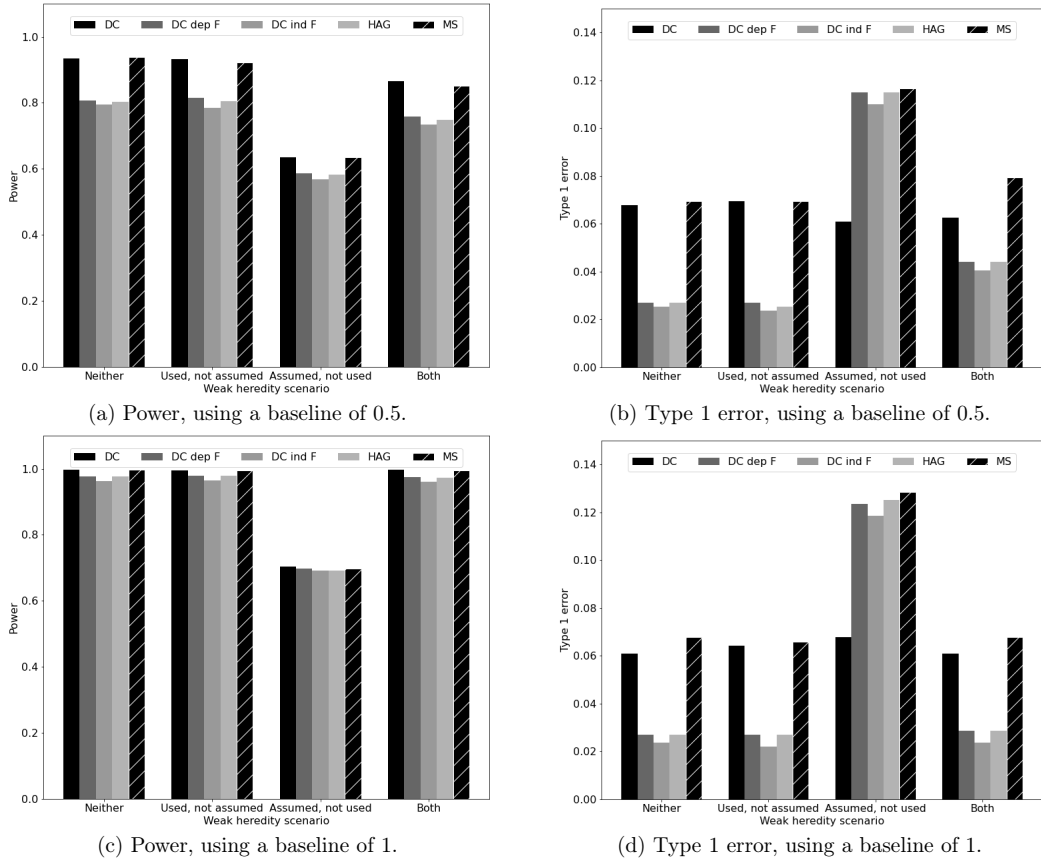 DC DC dep F DC ind F HAG MS
1.0
0.8
0.6
0.4
0.2
0.0
Power
Neither Used, not assumed Assumed, not used Both
Weak heredity scenario
(a) Power, using a baseline of 0.5.
DC DC dep F DC ind F HAG MS
0.14
0.12
0.10
0.08
0.06
0.04
0.02
0.00
Type 1 error
Neither Used, not assumed Assumed, not used Both
Weak heredity scenario
(b) Type 1 error, using a baseline of 0.5.
DC DC dep F DC ind F HAG MS
1.0
0.8
0.6
0.4
0.2
0.0
Power
Neither Used, not assumed Assumed, not used Both
Weak heredity scenario
(c) Power, using a baseline of 1.
DC DC dep F DC ind F HAG MS
0.14
0.12
0.10
0.08
0.06
0.04
0.02
0.00
Type 1 error
Neither Used, not assumed Assumed, not used Both
Weak heredity scenario
(d) Type 1 error, using a baseline of 1.